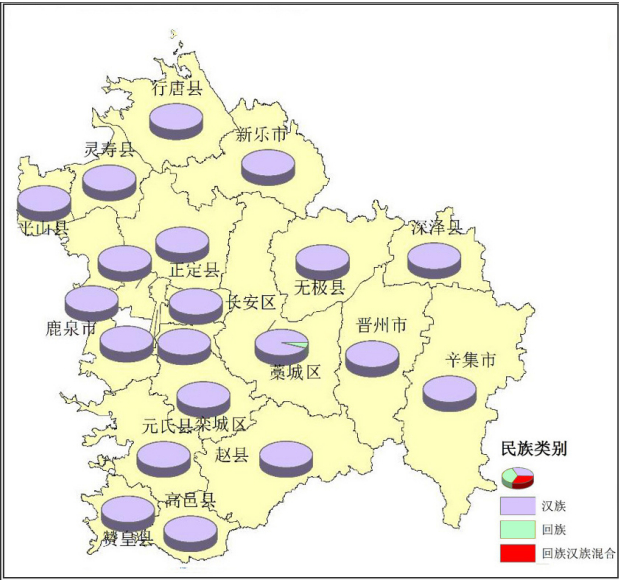 行唐县
新乐市
灵寿县
平山县
深泽县
正定县
无极县
长安区
鹿泉市
晋州市
藁城区
辛集市
元氏县
栾城区
赵县
高邑县
赞皇县
民族类别
汉族
回族
回族汉族混合